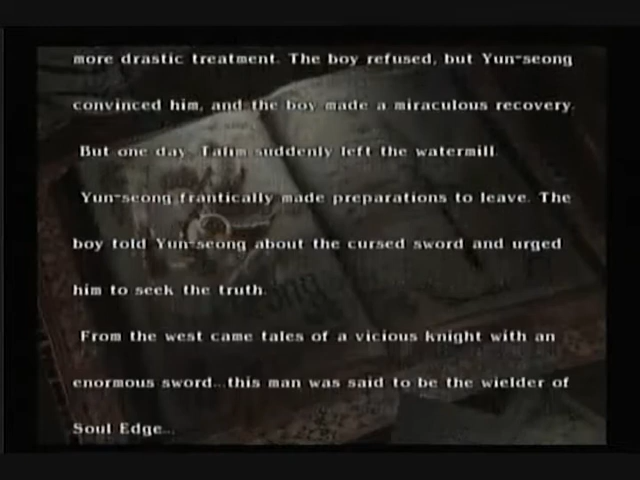 more drastic treatment. The boy refused, but Yun-seong
convinced him, and the boy made a miraculous recovery.
But one day, Talim suddenly left the watermill.
Yun-seong frantically made preparations to leave. The
boy told Yun-seong about the cursed sword and urged
him to seek the truth.
From the west came tales of a vicious knight with an
enormous sword...this man was said to be the wielder of
Soul Edge...